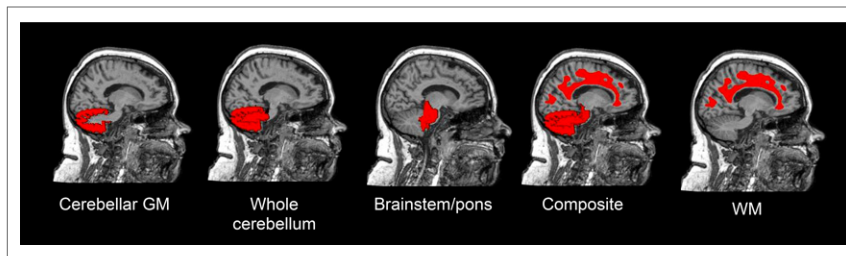 Cerebellar GM
Whole
cerebellum
Brainstem/pons
Composite
WM